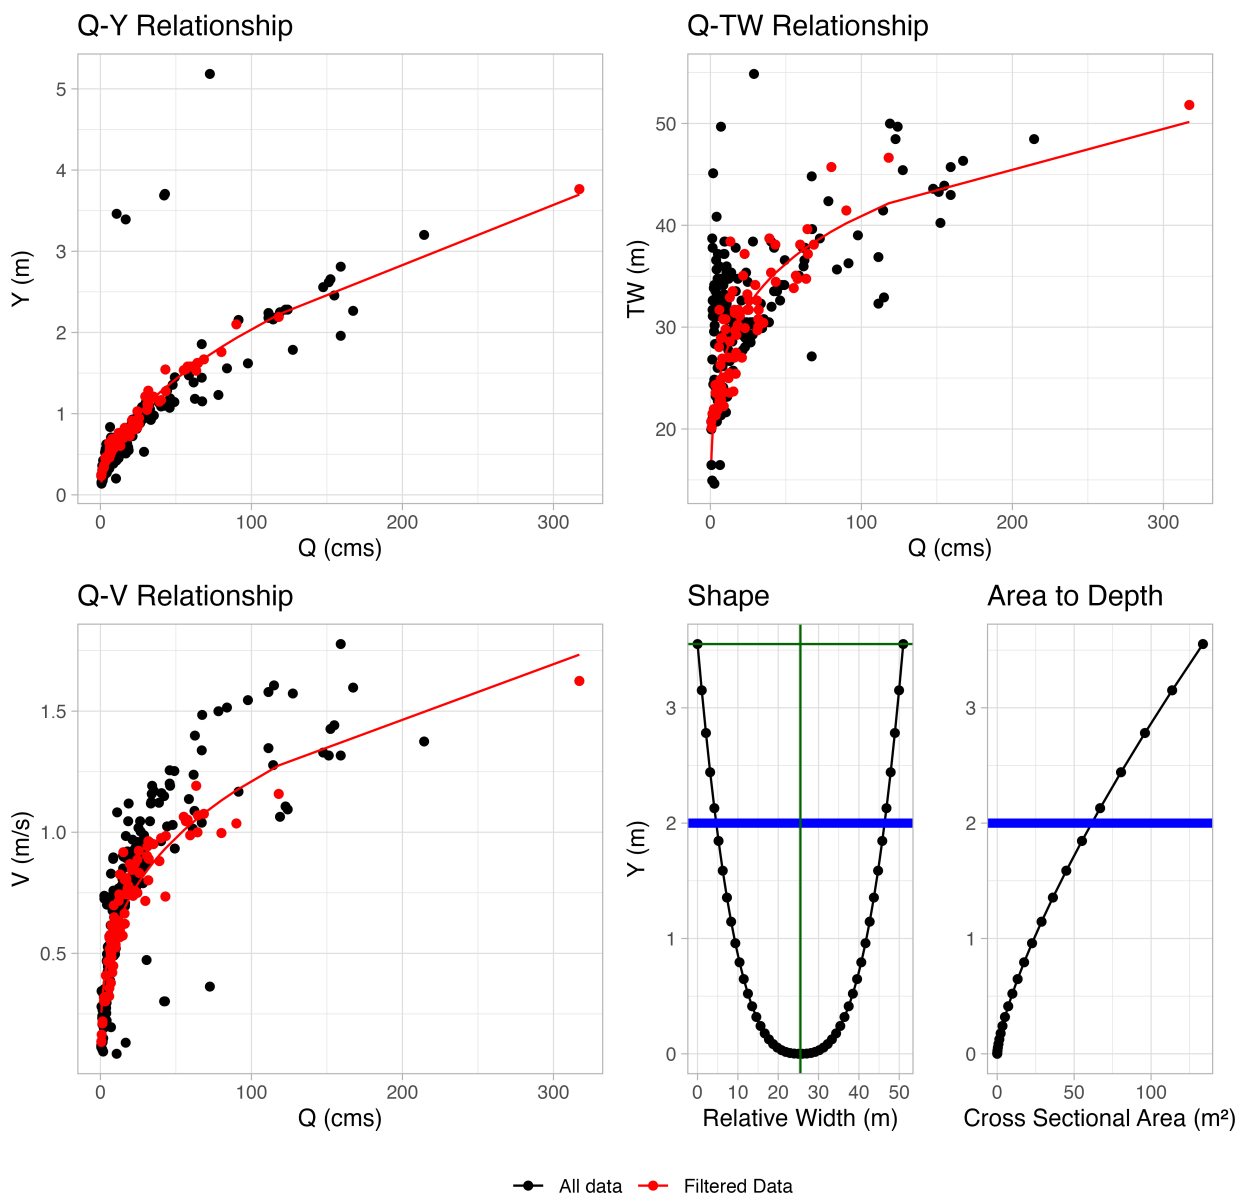 Q-Y Relationship
Y (m)
5
4
3
2
1
0
0 100 200 300
Q (cms)
Q-TW Relationship
TW (m)
50
40
30
20
0 100 200 300
Q (cms)
Q-V Relationship
V (m/s)
1.5
1.0
0.5
0 100 200 300
Q (cms)
Shape
Y (m)
3
2
1
0
0 10 20 30 40 50
Relative Width (m)
Area to Depth
3
2
1
0
0 50 100
Cross Sectional Area (m²)
All data Filtered Data